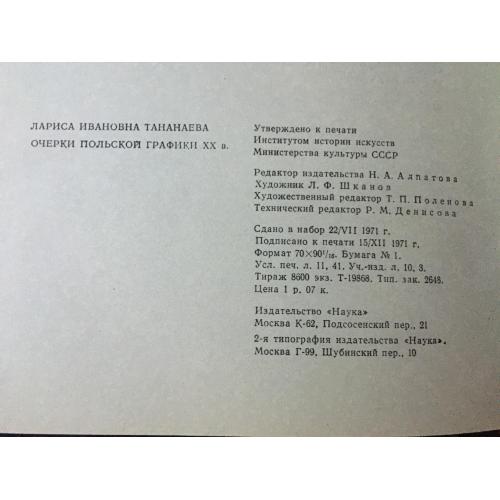 ЛАРИСА ИВАНОВНА ТАНАНАЕВА
ОЧЕРКИ ПОЛЬСКОЙ ГРАФИКИ XX в.
Утверждено к печати
Институтом истории искусств
Министерства культуры СССР
Редактор издательства Н. А. Алпатова
Художник Л. Ф. Шканов
Художественный редактор Т. П. Поленова
Технический редактор Р. М. Денисова
Сдано в набор 22/VII 1971 г.
Подписано к печати 15/XII 1971 г.
Формат 70×90¹/₁₆. Бумага № 1.
Усл. печ. л. 11, 41. Уч.-изд. л. 10, 3.
Тираж 8600 экз. Т-19868. Тип. зак. 2648.
Цена 1 р. 07 к.
Издательство «Наука»
Москва К-62, Подсосенский пер., 21
2-я типография издательства «Наука».
Москва Г-99, Шубинский пер., 10